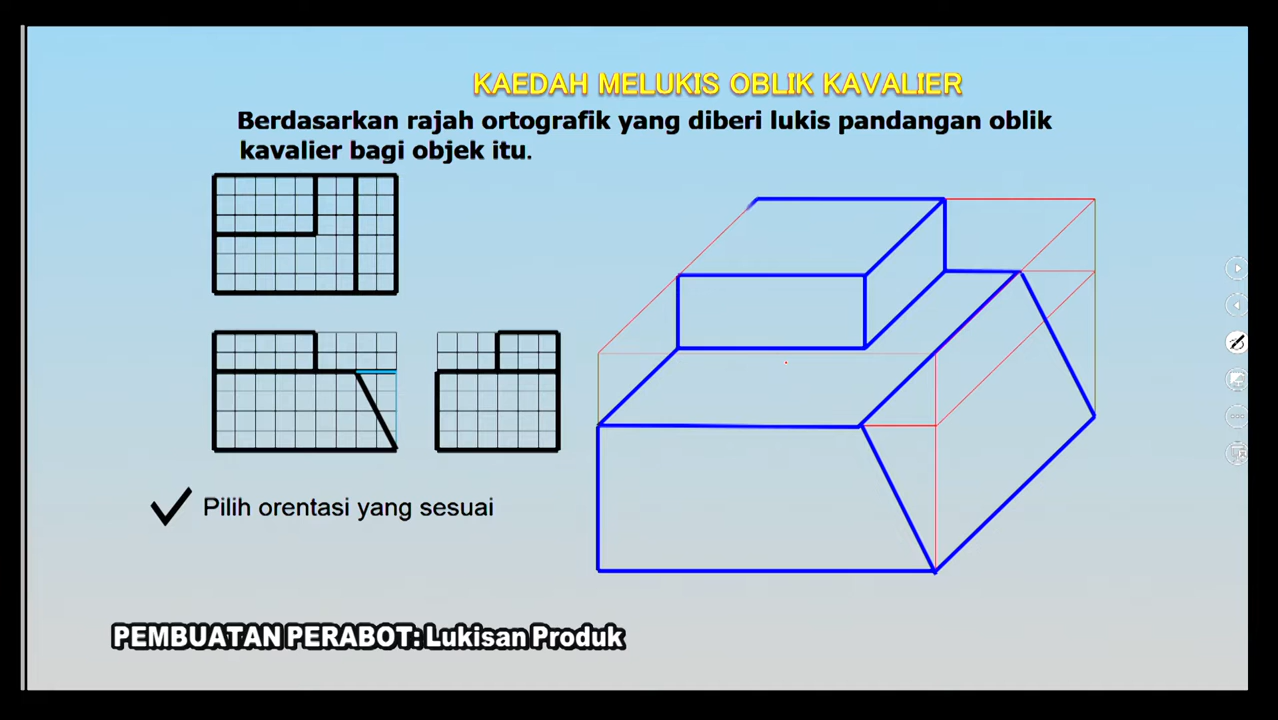 KAEDAH MELUKIS OBLIK KAVALIER
Berdasarkan rajah ortografik yang diberi lukis pandangan oblik
kavalier bagi objek itu.
Pilih orentasi yang sesuai
PEMBUATAN PERABOT: Lukisan Produk